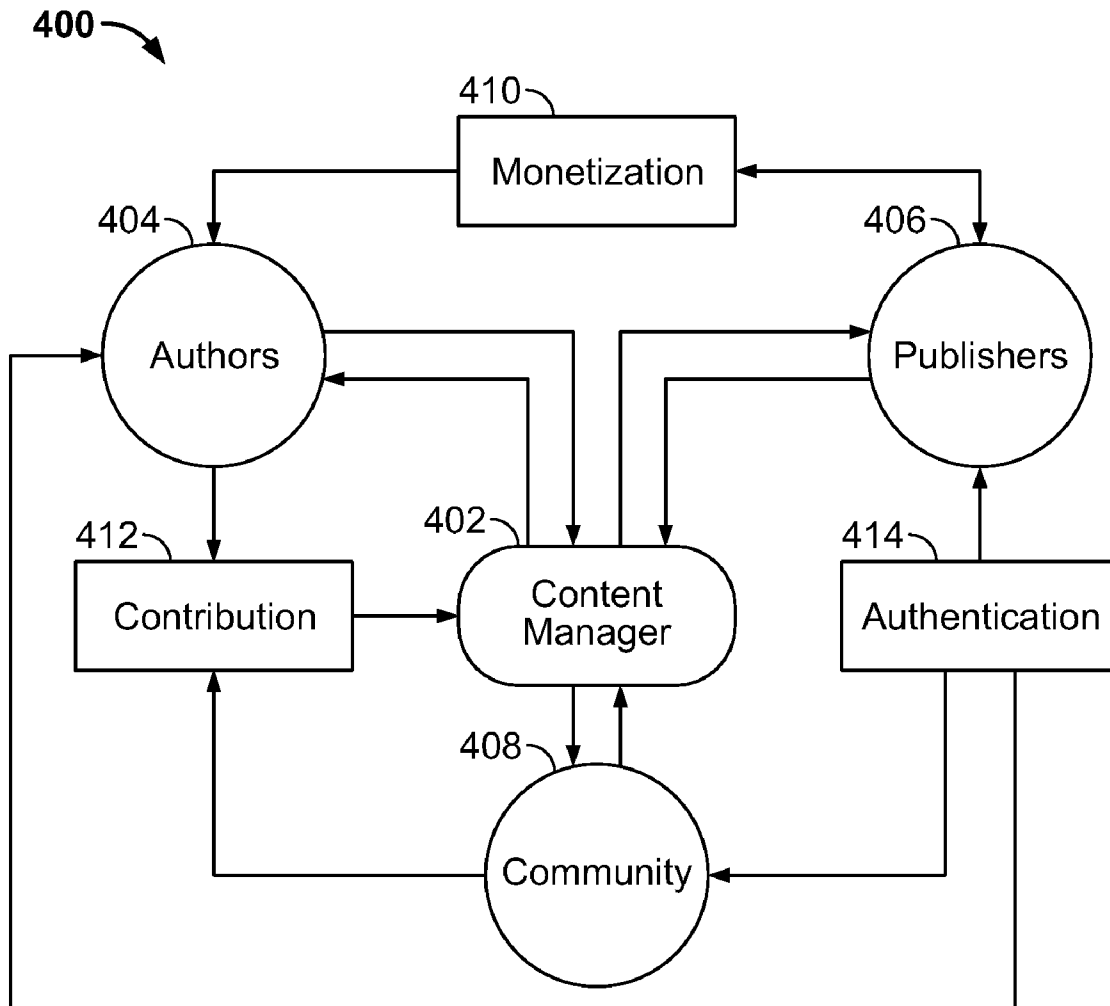 400
410
Monetization
404
406
Authors
Publishers
402
412
414
Content
Manager
Contribution
Authentication
408
Community